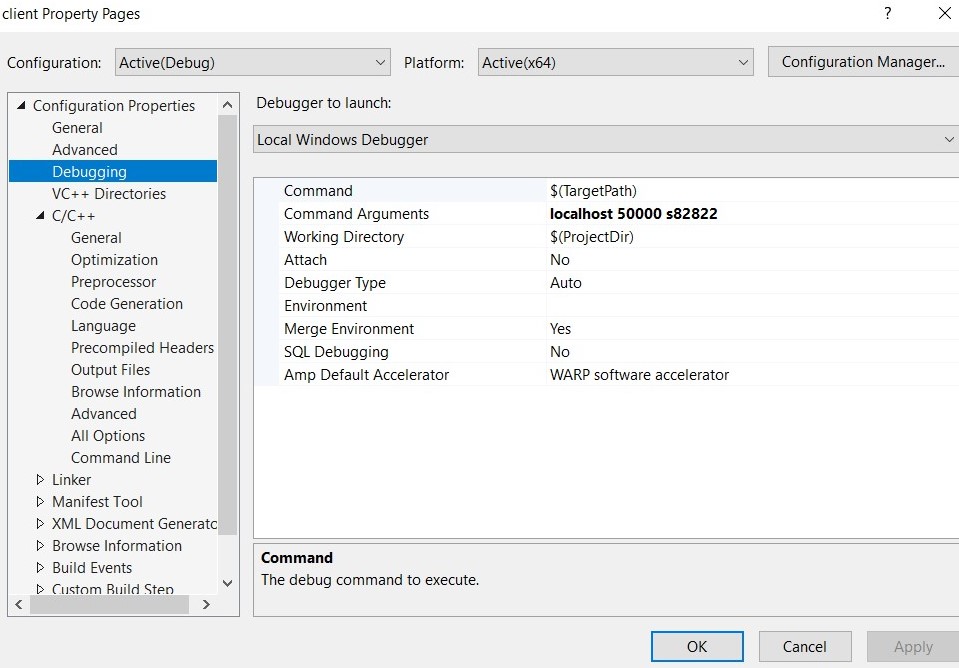 client Property Pages
?
Configuration: Active(Debug) Platform: Active(x64) Configuration Manager...
Configuration Properties
General
Advanced
Debugging
VC++ Directories
C/C++
General
Optimization
Preprocessor
Code Generation
Language
Precompiled Headers
Output Files
Browse Information
Advanced
All Options
Command Line
Linker
Manifest Tool
XML Document Generato
Browse Information
Build Events
Custom Build Step
Debugger to launch:
Local Windows Debugger
Command $(TargetPath)
Command Arguments localhost 50000 s82822
Working Directory $(ProjectDir)
Attach No
Debugger Type Auto
Environment
Merge Environment Yes
SQL Debugging No
Amp Default Accelerator WARP software accelerator
Command
The debug command to execute.
OK Cancel Apply